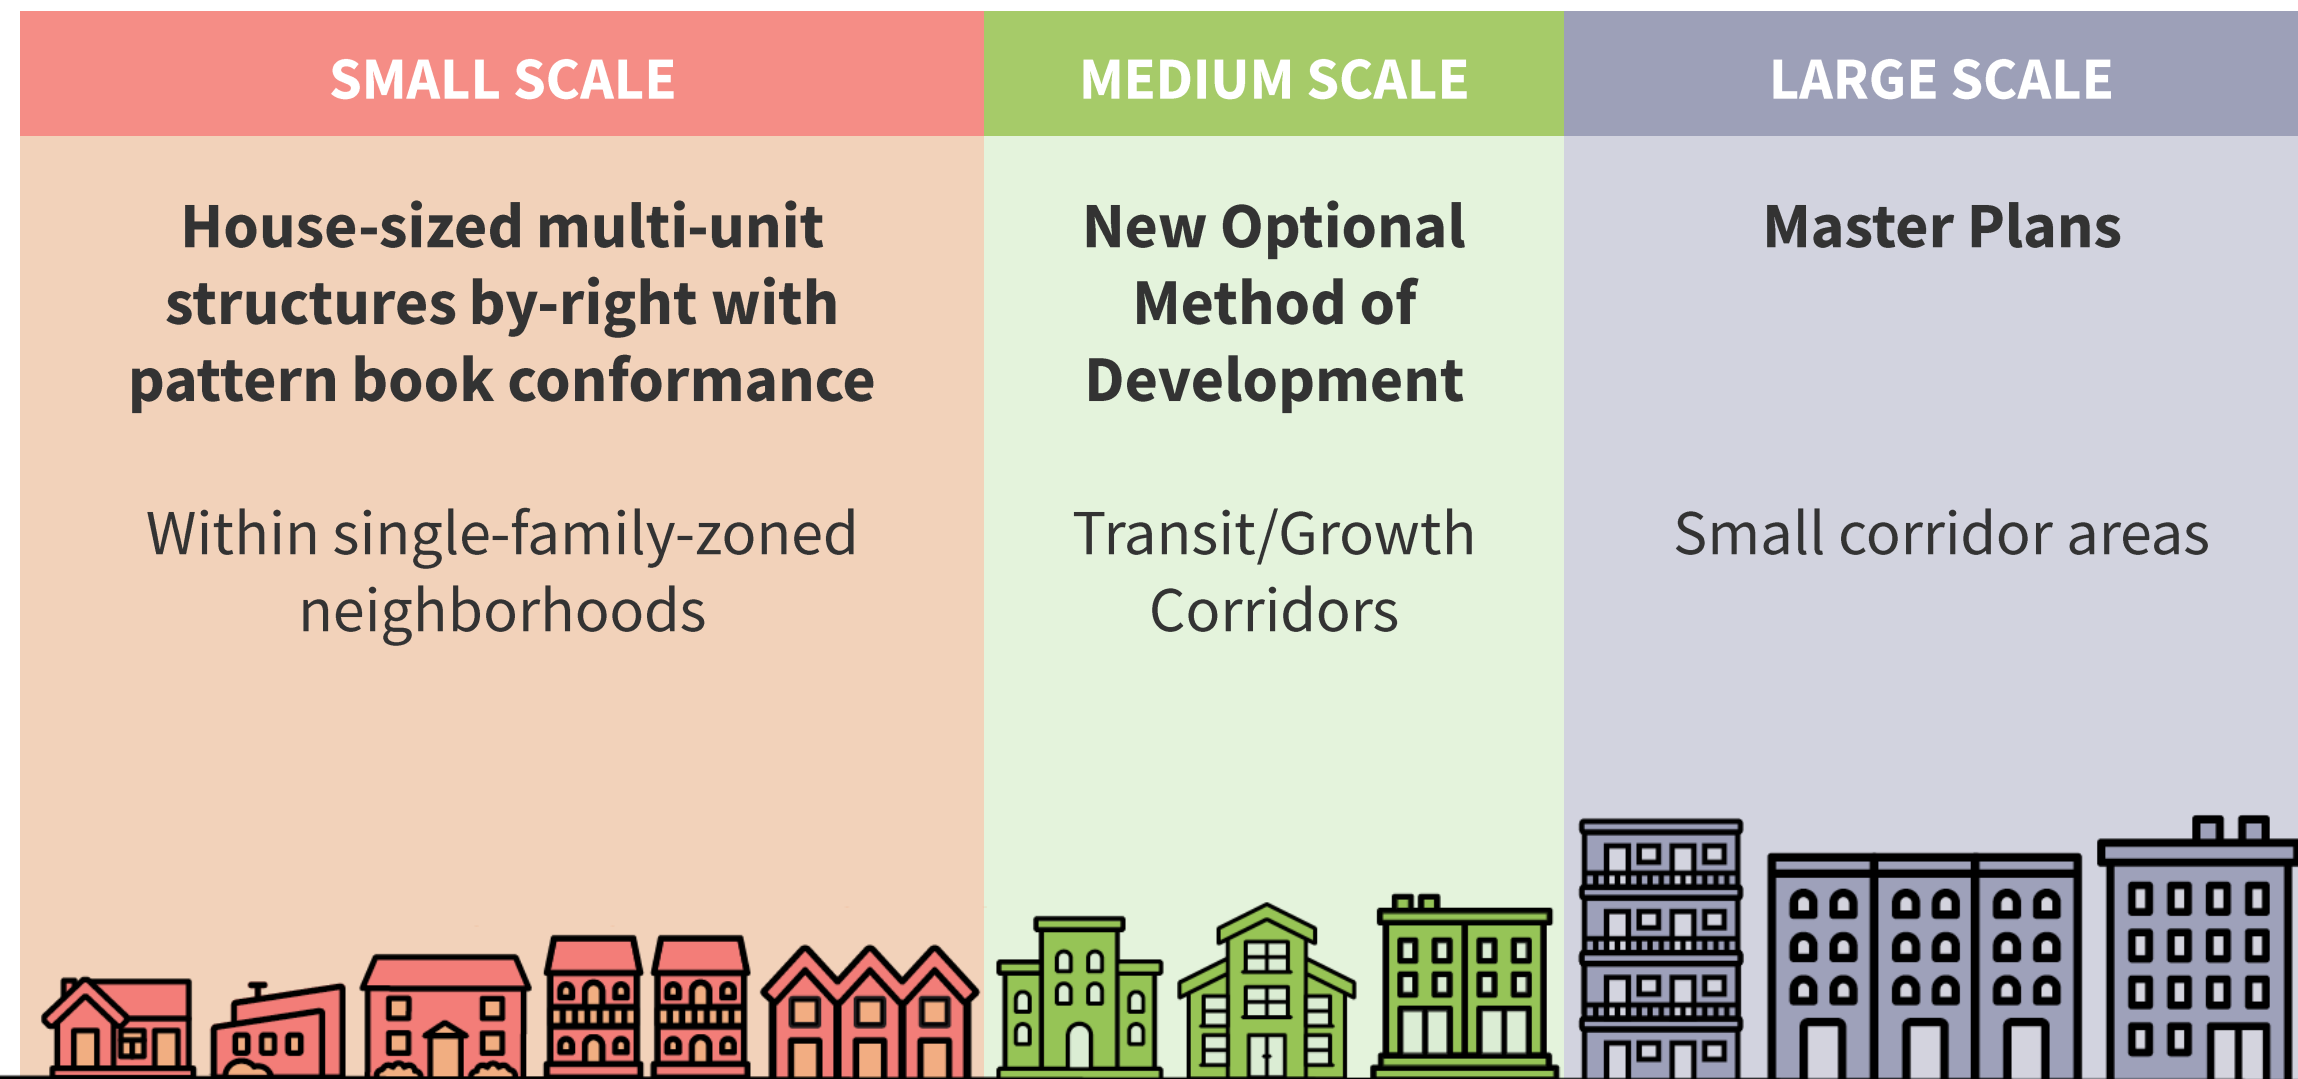 SMALL SCALE
House-sized multi-unit
structures by-right with
pattern book conformance
Within single-family-zoned
neighborhoods
MEDIUM SCALE
New Optional
Method of
Development
Transit/Growth
Corridors
LARGE SCALE
Master Plans
Small corridor areas